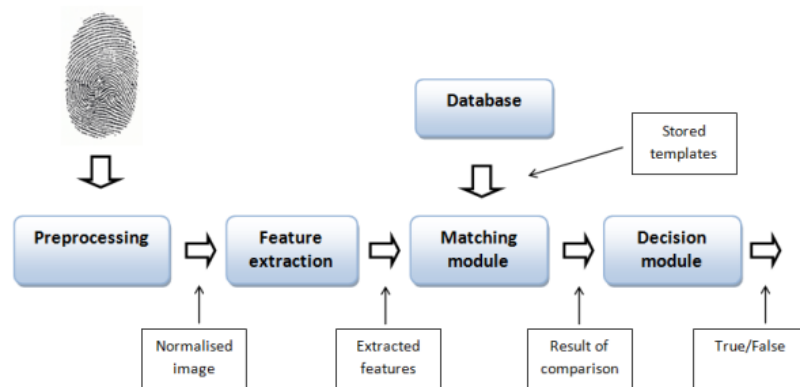 Database
Stored
templates
Preprocessing
Feature
extraction
Matching
module
Decision
module
Normalised
image
Extracted
features
Result of
comparison
True/False